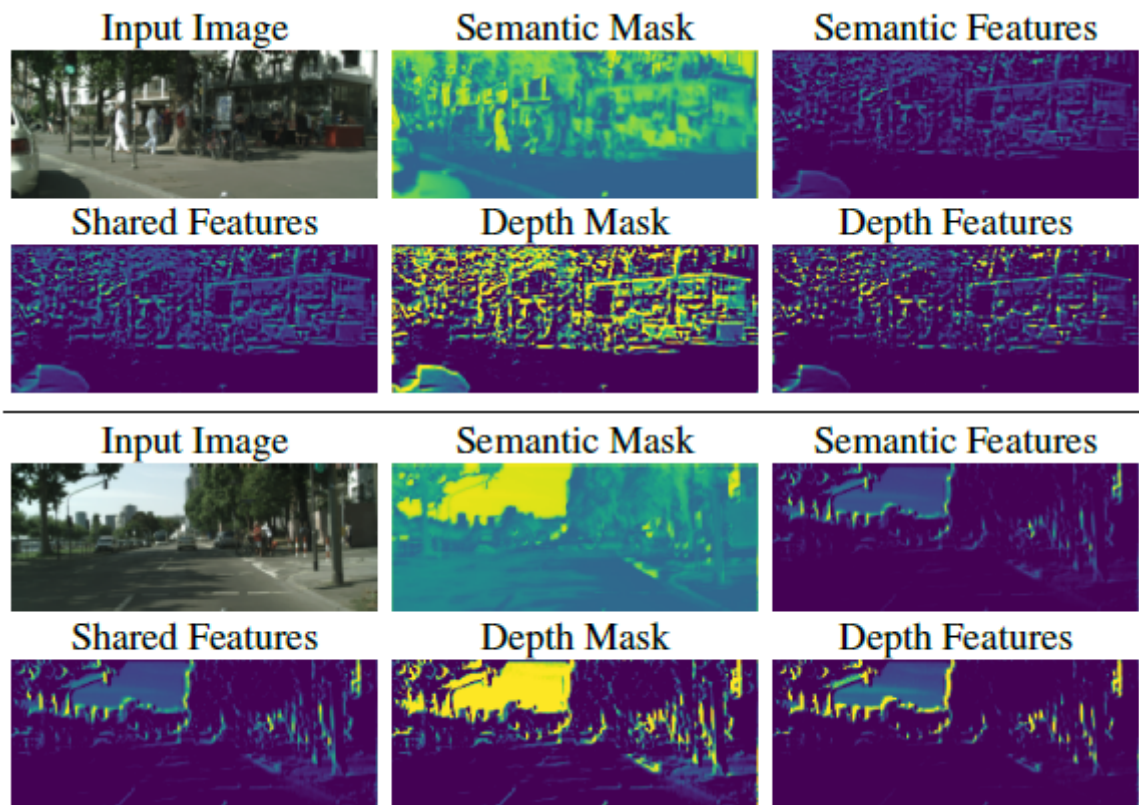 Input Image
Semantic Mask
Semantic Features
Shared Features
Depth Mask
Depth Features
Input Image
Semantic Mask
Semantic Features
Shared Features
Depth Mask
Depth Features